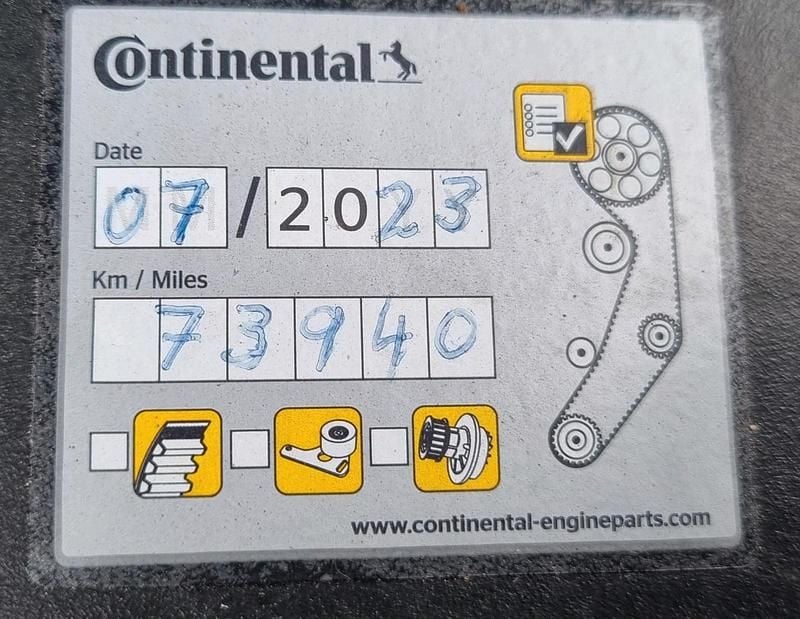 Continental
Date
07/2023
Km / Miles
73940
www.continental-engineparts.com